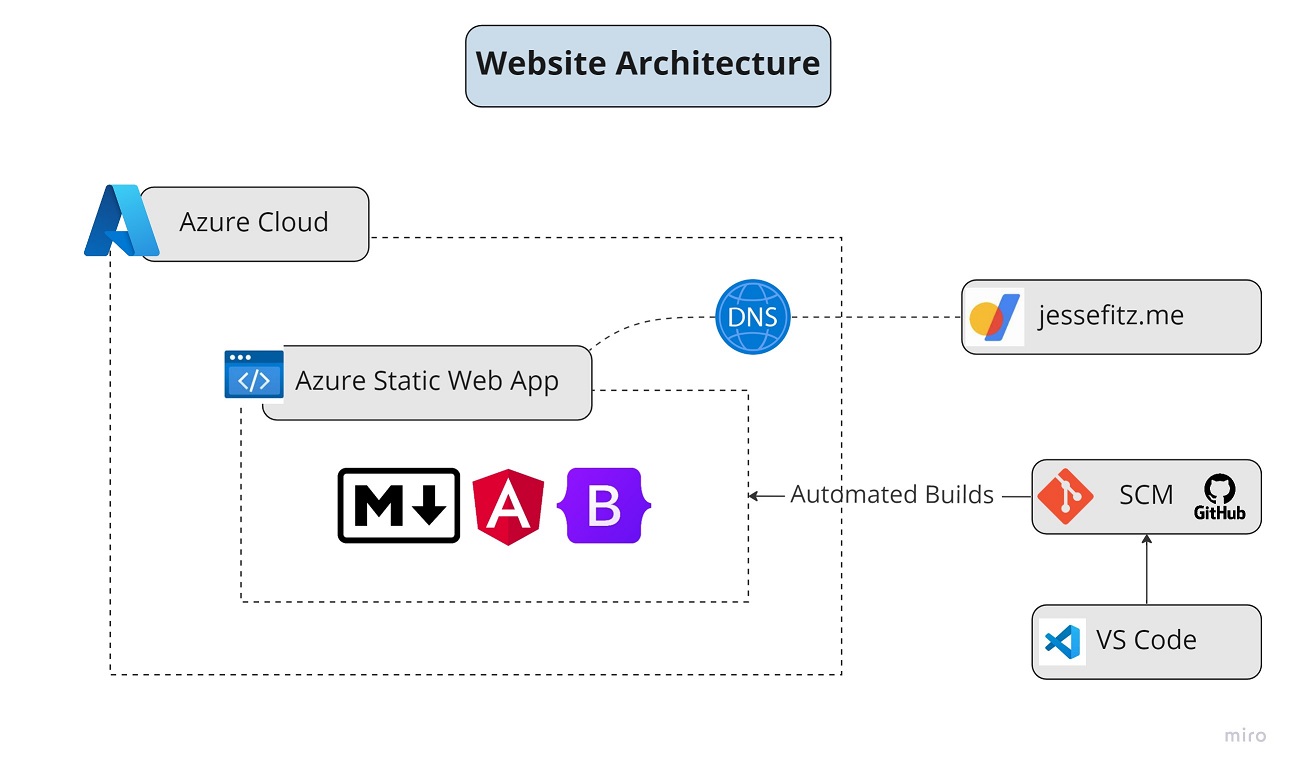 Website Architecture
Azure Cloud
DNS
jessefitz.me
Azure Static Web App
M
A
B
Automated Builds
SCM
GitHub
VS Code
miro